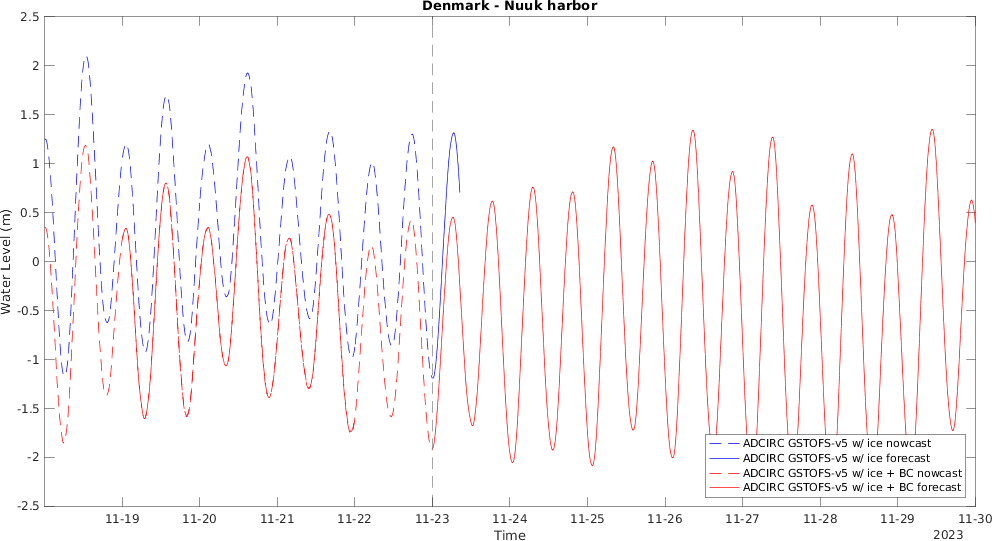 Denmark - Nuuk harbor
2.5
2
1.5
1
0.5
0
-0.5
-1
-1.5
-2
-2.5
Water Level (m)
ADCIRC GSTOFS-v5 w/ ice nowcast
ADCIRC GSTOFS-v5 w/ ice forecast
ADCIRC GSTOFS-v5 w/ ice + BC nowcast
ADCIRC GSTOFS-v5 w/ ice + BC forecast
11-19 11-20 11-21 11-22 11-23 11-24 11-25 11-26 11-27 11-28 11-29 11-30
Time
2023